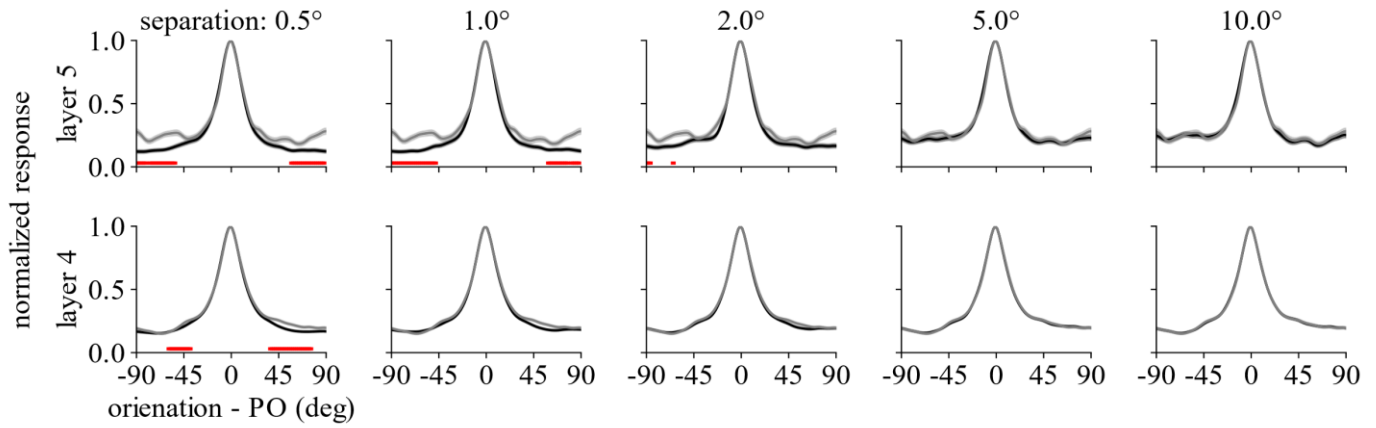 separation: 0.5° 1.0° 2.0° 5.0° 10.0°
normalized response
layer 5
1.0
0.5
0.0
layer 4
1.0
0.5
0.0
-90 -45 0 45 90 -90 -45 0 45 90 -90 -45 0 45 90 -90 -45 0 45 90 -90 -45 0 45 90
orienation - PO (deg)